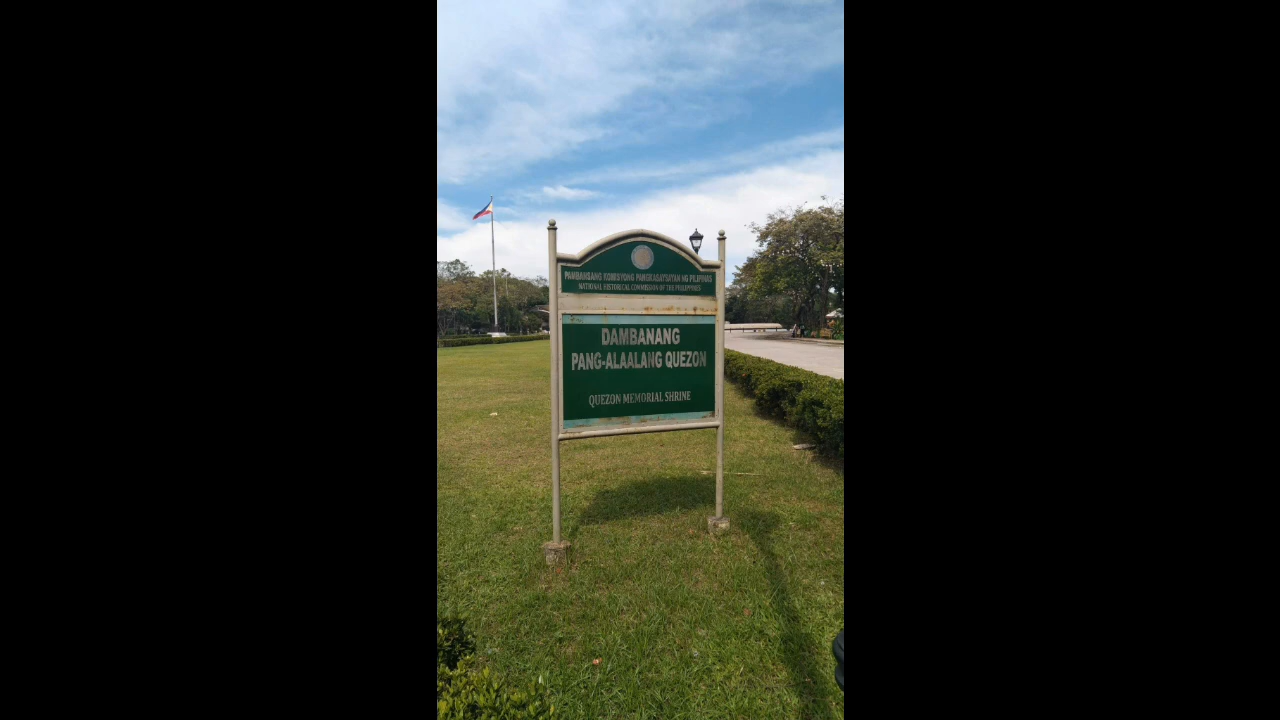 PAMBANSANG KOMISYONG PANGKASAYSAYAN NG PILIPINAS
NATIONAL HISTORICAL COMMISSION OF THE PHILIPPINES
DAMBANANG
PANG-ALAALANG QUEZON
QUEZON MEMORIAL SHRINE